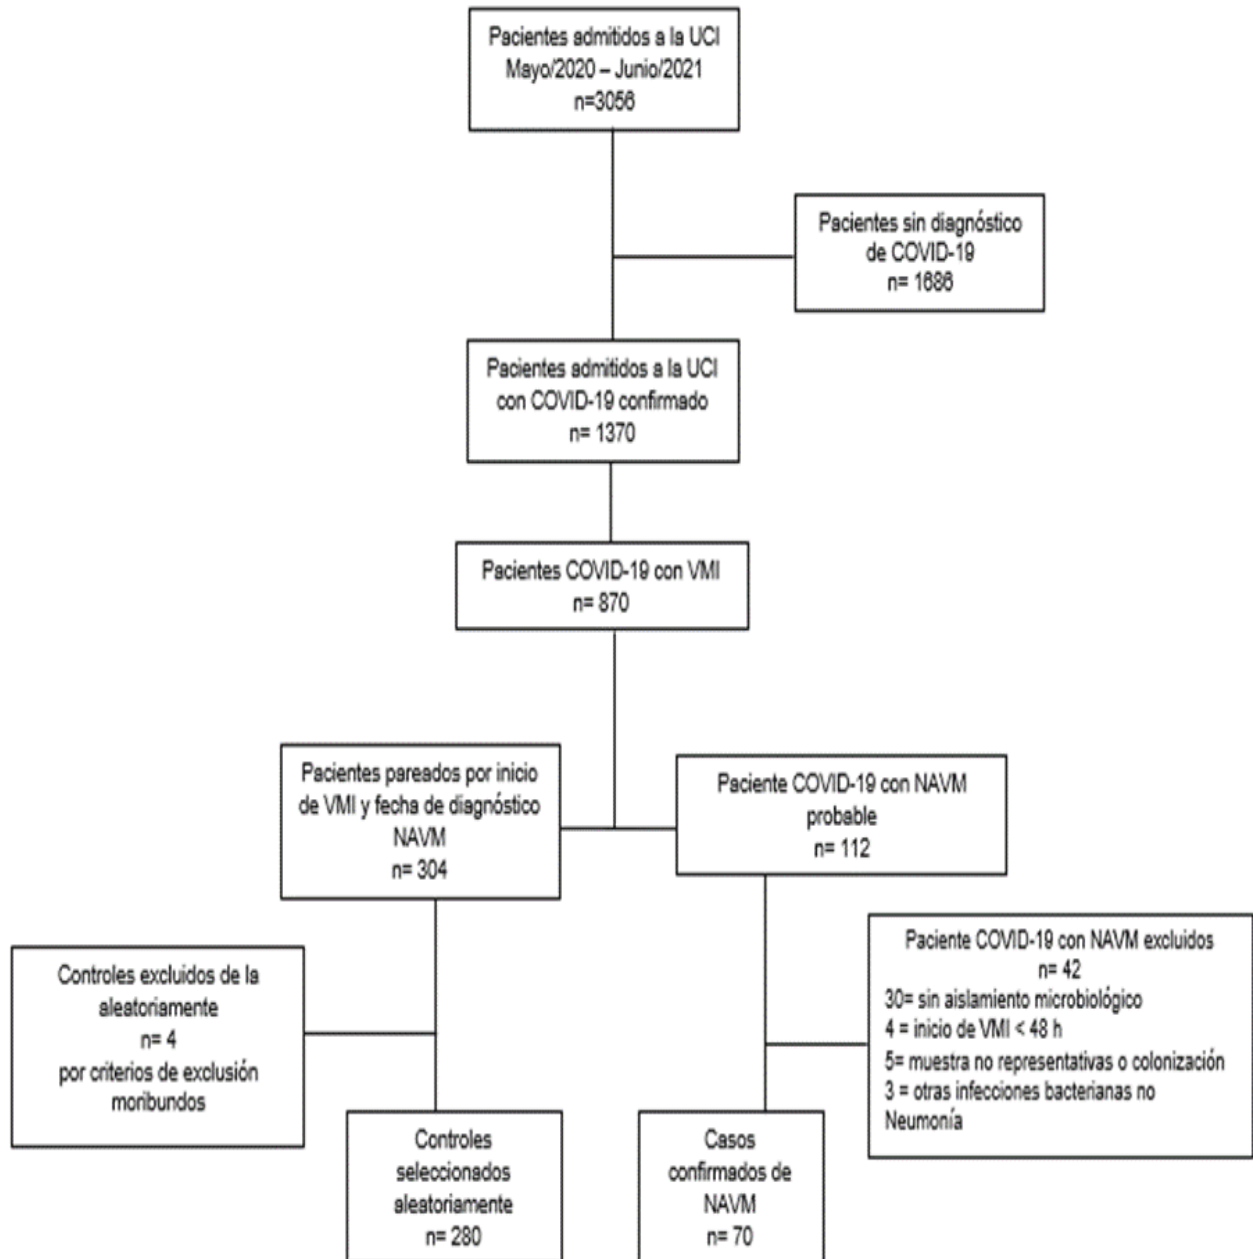 Pacientes admitidos a la UCI
Mayo/2020 – Junio/2021
n=3056
Pacientes sin diagnóstico
de COVID-19
n= 1686
Pacientes admitidos a la UCI
con COVID-19 confirmado
n= 1370
Pacientes COVID-19 con VMI
n= 870
Pacientes pareados por inicio
de VMI y fecha de diagnóstico
NAVM
n= 304
Paciente COVID-19 con NAVM
probable
n= 112
Controles excluidos de la
aleatoriamente
n= 4
por criterios de exclusión
moribundos
Paciente COVID-19 con NAVM excluidos
n= 42
30= sin aislamiento microbiológico
4 = inicio de VMI < 48 h
5= muestra no representativas o colonización
3 = otras infecciones bacterianas no
Neumonía
Controles
seleccionados
aleatoriamente
n= 280
Casos
confirmados de
NAVM
n= 70